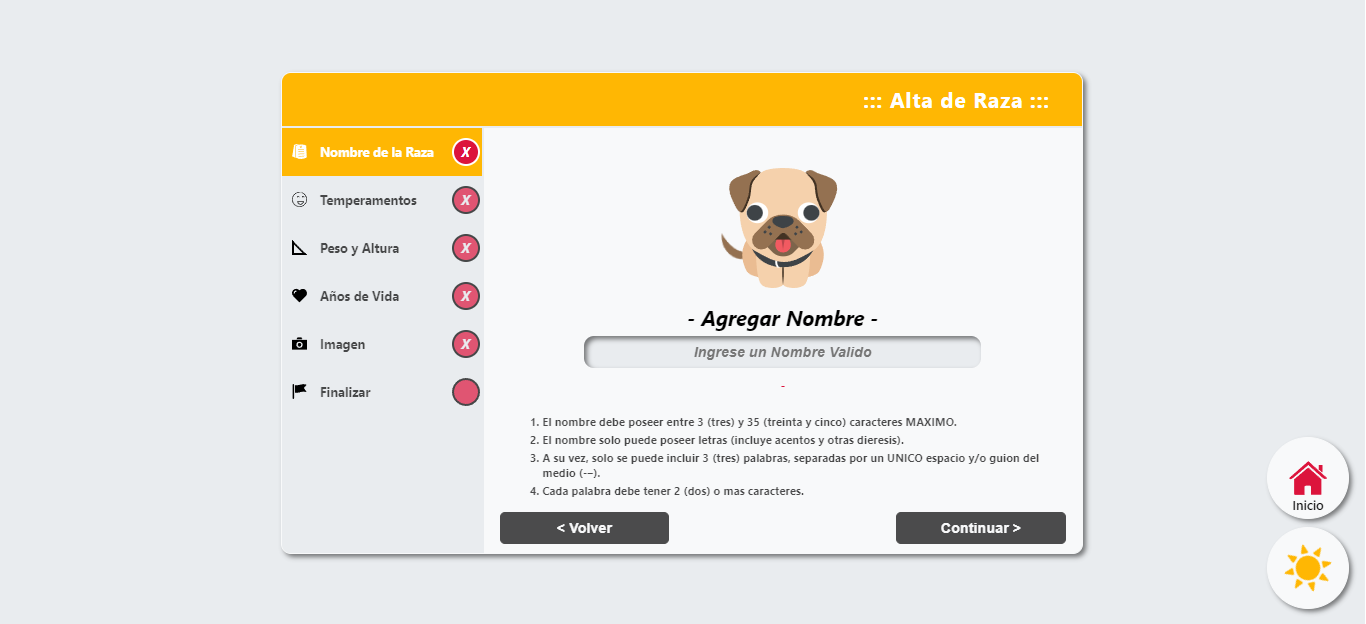 ::: Alta de Raza :::
Nombre de la Raza X
Temperamentos X
Peso y Altura X
Años de Vida X
Imagen X
Finalizar
- Agregar Nombre -
Ingrese un Nombre Valido
-
1. El nombre debe poseer entre 3 (tres) y 35 (treinta y cinco) caracteres MAXIMO.
2. El nombre solo puede poseer letras (incluye acentos y otras dieresis).
3. A su vez, solo se puede incluir 3 (tres) palabras, separadas por un UNICO espacio y/o guion del
medio (-–).
4. Cada palabra debe tener 2 (dos) o mas caracteres.
< Volver
Continuar >
Inicio